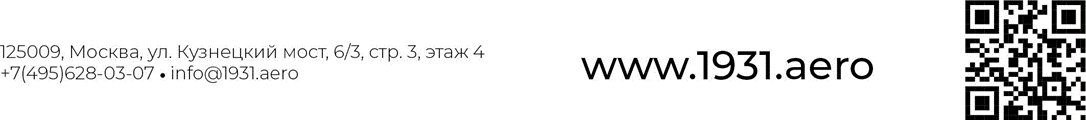 125009, Москва, ул. Кузнецкий мост, 6/3, стр. 3, этаж 4
+7(495)628-03-07 • info@1931.aero
www.1931.aero